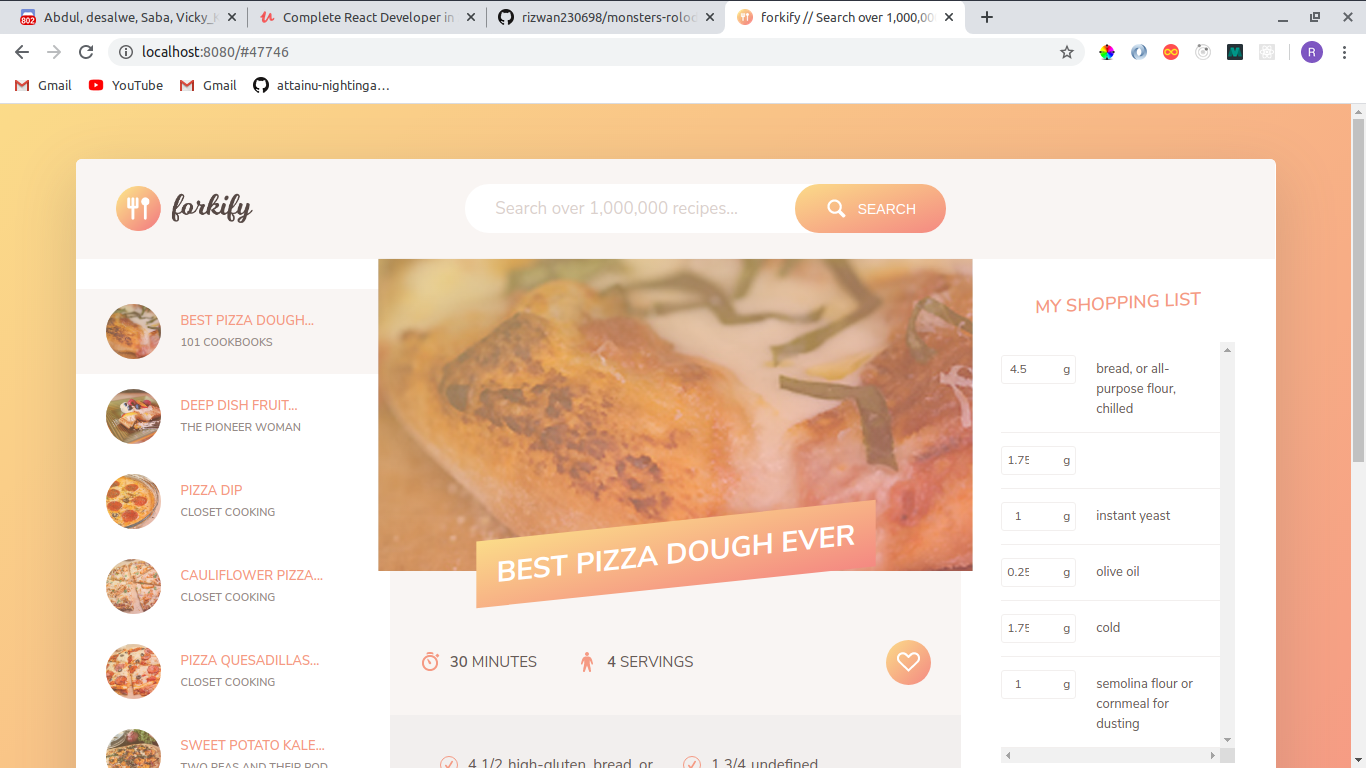 Abdul, desalwe, Saba, Vicky_
802
Complete React Developer in
rizwan230698/monsters-rolod
forkify // Search over 1,000,00
localhost:8080/#47746
R
Gmail
YouTube
Gmail
attainu-nightinga…
forkify
Search over 1,000,000 recipes...
SEARCH
BEST PIZZA DOUGH...
101 COOKBOOKS
DEEP DISH FRUIT...
THE PIONEER WOMAN
PIZZA DIP
CLOSET COOKING
CAULIFLOWER PIZZA...
CLOSET COOKING
PIZZA QUESADILLAS...
CLOSET COOKING
SWEET POTATO KALE...
TWO PEAS AND THEIR POD
BEST PIZZA DOUGH EVER
30 MINUTES
4 SERVINGS
4 1/2 high-gluten, bread, or
1 3/4 undefined
MY SHOPPING LIST
4.5 g
bread, or all-
purpose flour,
chilled
1.75 g
1 g
instant yeast
0.25 g
olive oil
1.75 g
cold
1 g
semolina flour or
cornmeal for
dusting